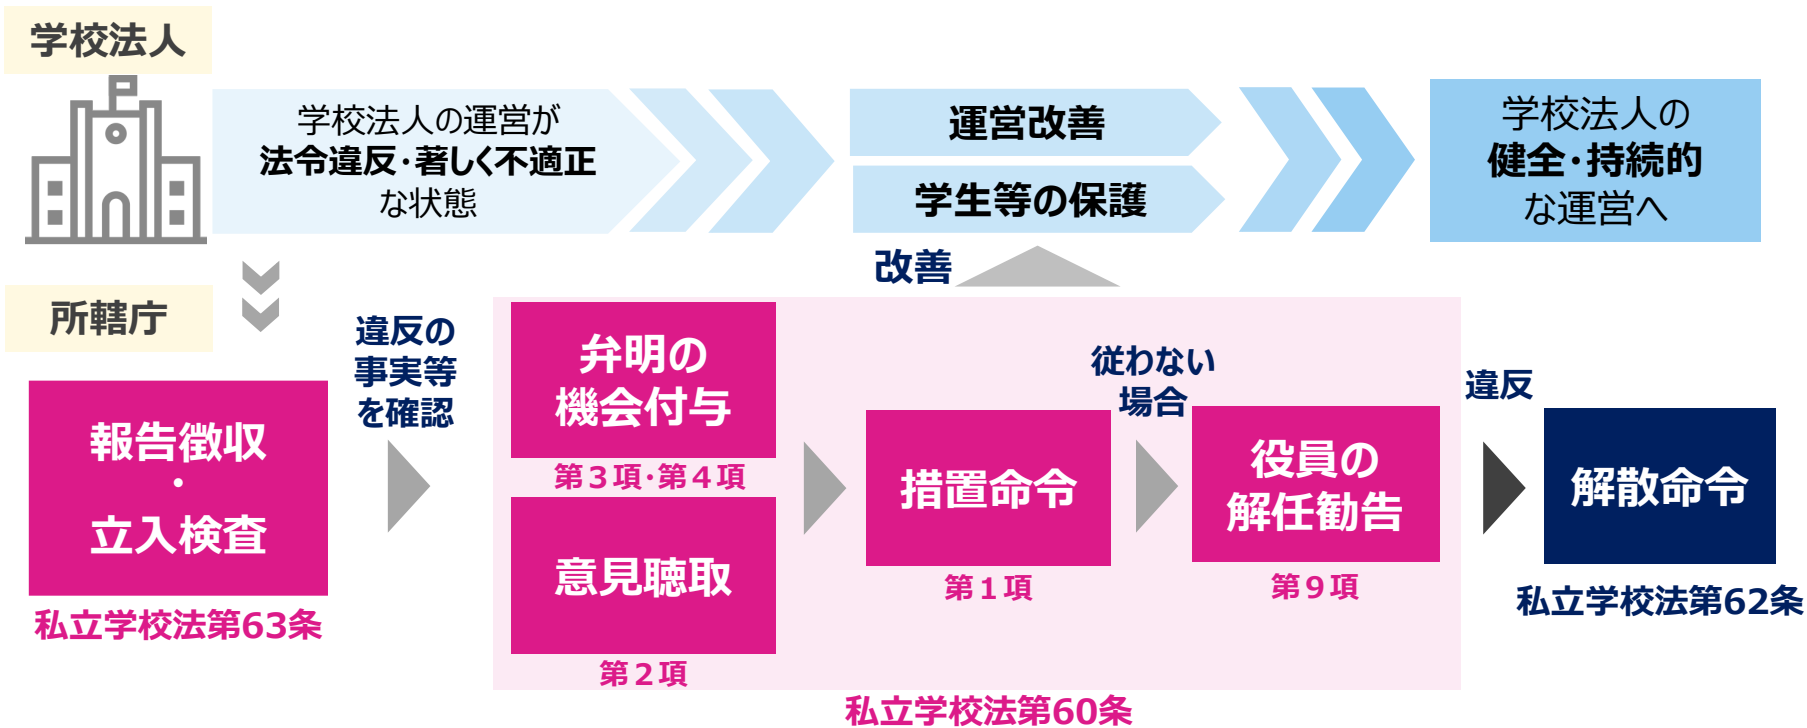 学校法人
学校法人の運営が
法令違反・著しく不適正
な状態
運営改善
学生等の保護
学校法人の
健全・持続的
な運営へ
改善
所轄庁
違反の
事実等
を確認
報告徴収
・
立入検査
私立学校法第63条
弁明の
機会付与
第３項・第４項
意見聴取
第２項
措置命令
第１項
従わない
場合
役員の
解任勧告
第９項
私立学校法第60条
違反
解散命令
私立学校法第62条